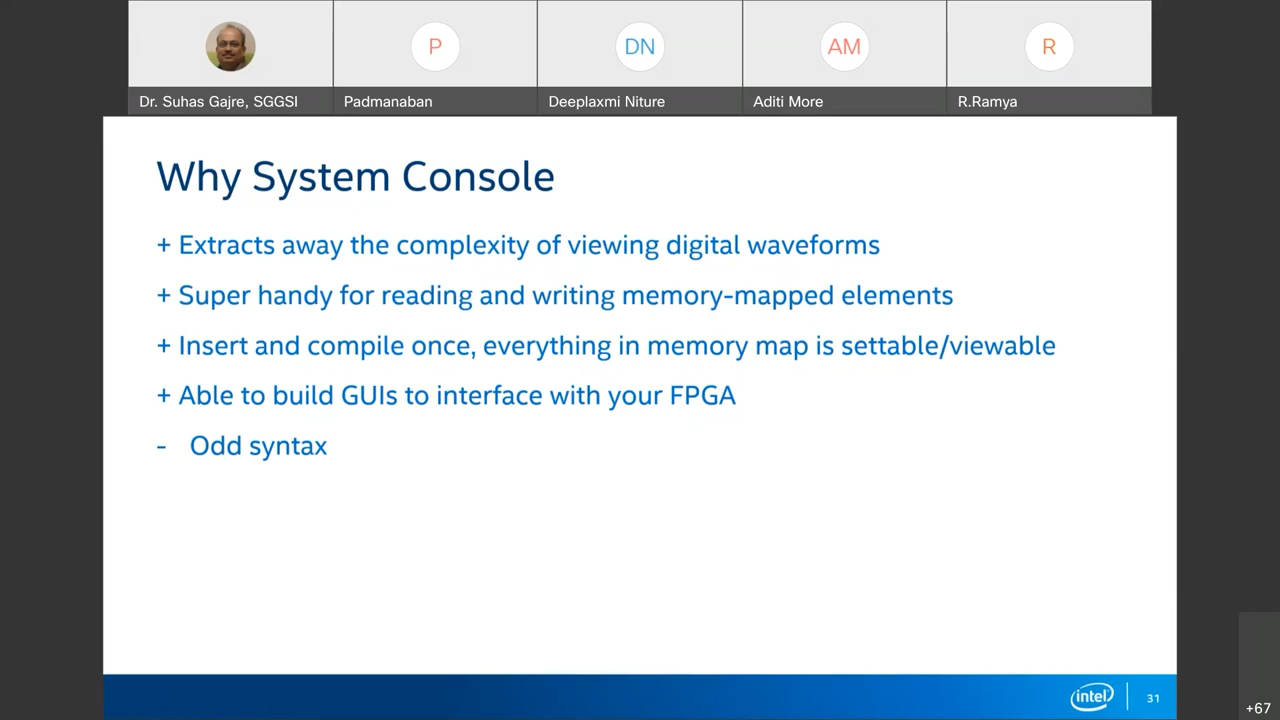 P
DN
AM
R
Dr. Suhas Gajre, SGGSI
Padmanaban
Deeplaxmi Niture
Aditi More
R.Ramya
Why System Console
+ Extracts away the complexity of viewing digital waveforms
+ Super handy for reading and writing memory-mapped elements
+ Insert and compile once, everything in memory map is settable/viewable
+ Able to build GUIs to interface with your FPGA
- Odd syntax
intel
31
+67